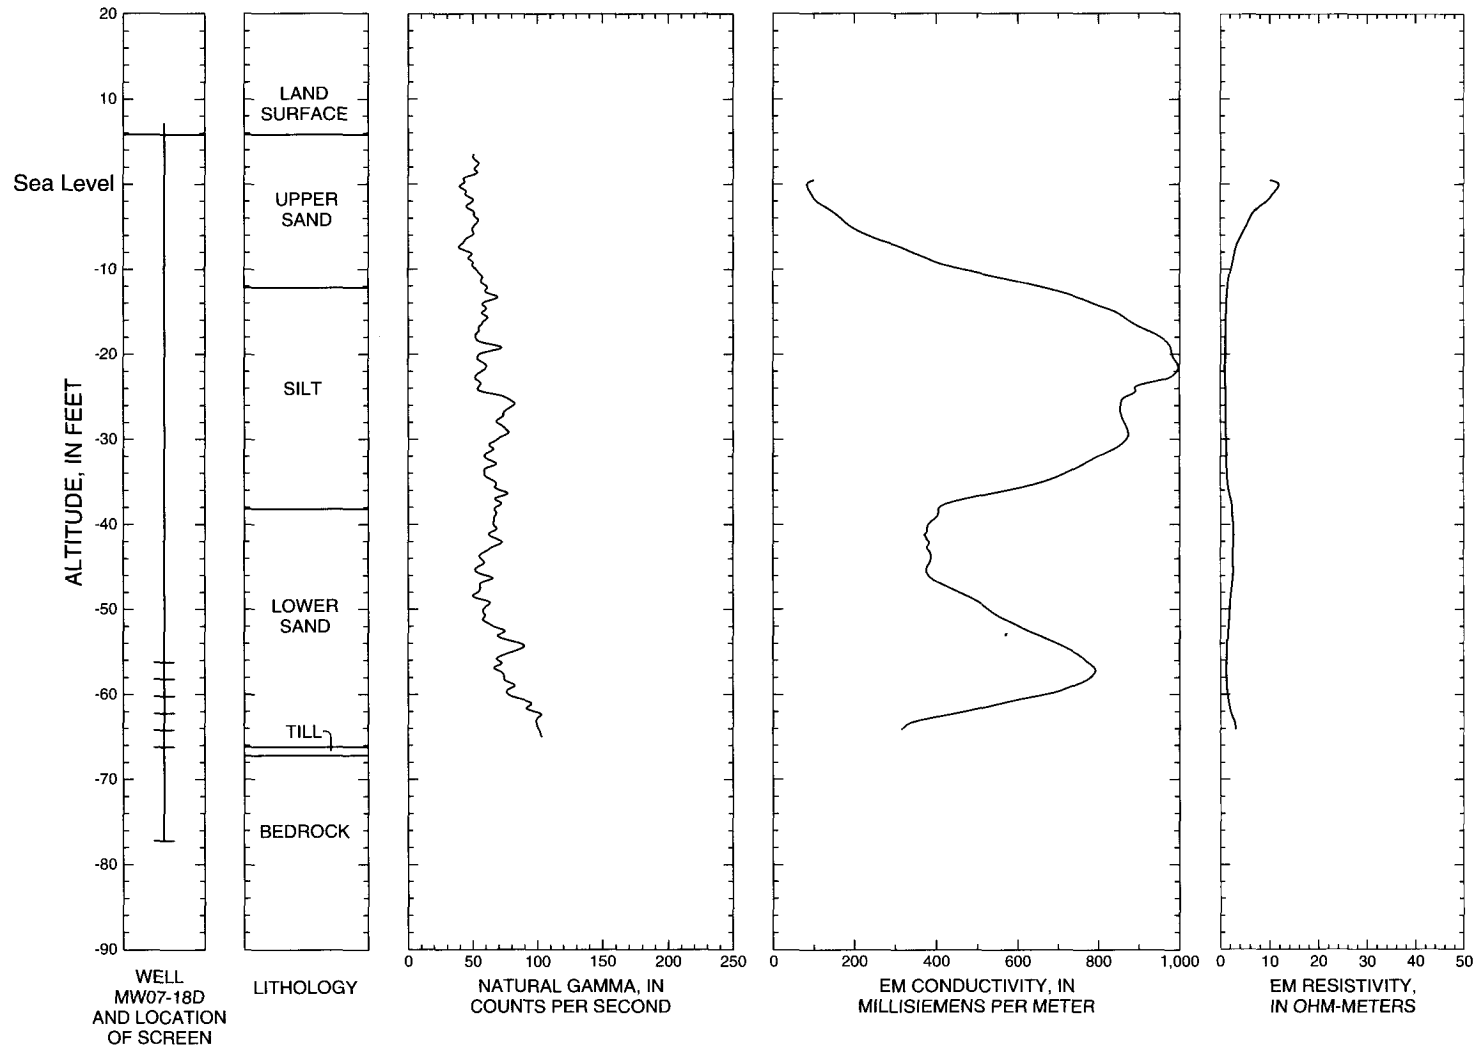 20
10
Sea Level
-10
-20
-30
-40
-50
-60
-70
-80
-90
ALTITUDE, IN FEET
WELL
MW07-18D
AND LOCATION
OF SCREEN
LAND
SURFACE
UPPER
SAND
SILT
LOWER
SAND
TILL
BEDROCK
LITHOLOGY
0 50 100 150 200 250
NATURAL GAMMA, IN
COUNTS PER SECOND
0 200 400 600 800 1,000
EM CONDUCTIVITY, IN
MILLISIEMENS PER METER
0 10 20 30 40 50
EM RESISTIVITY,
IN OHM-METERS